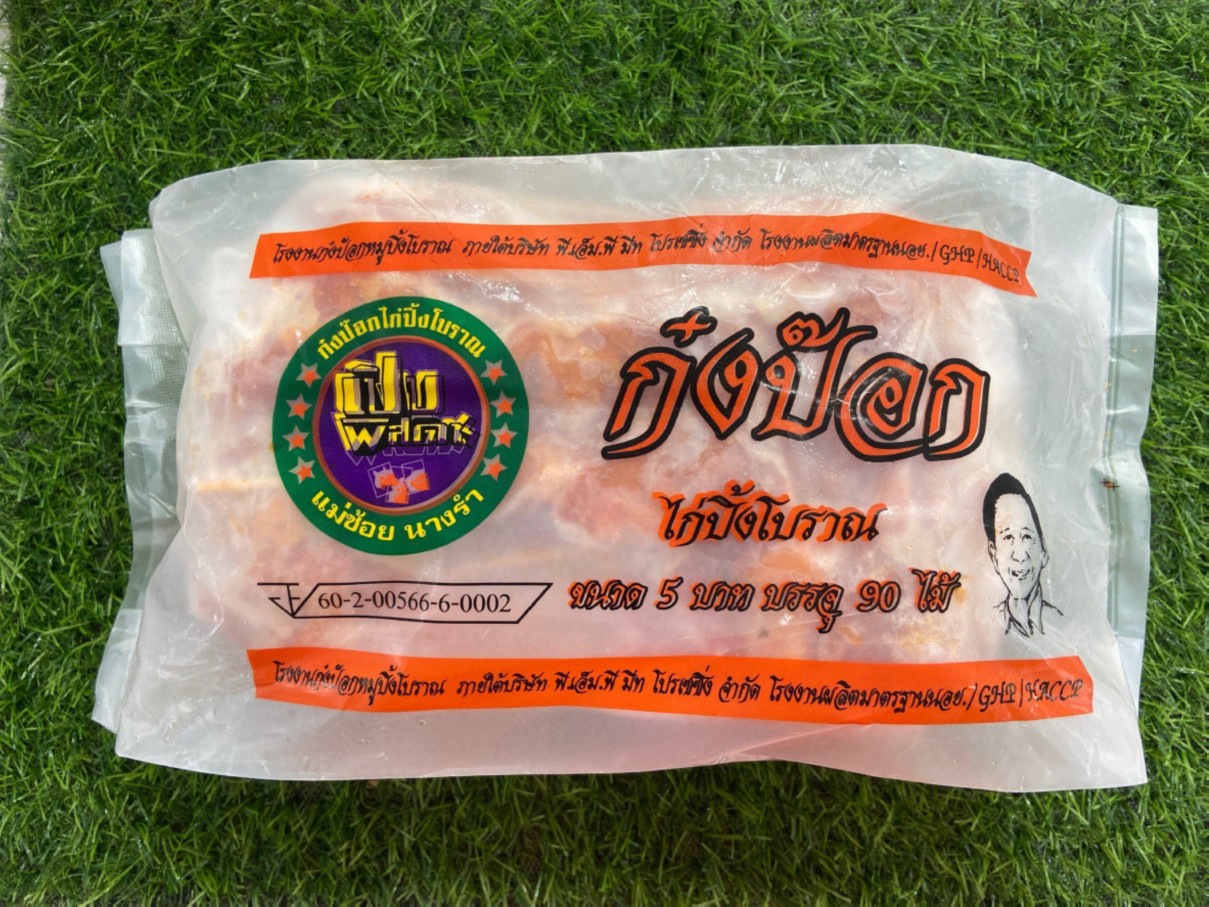 โรงงานก๋งป๊อกหมูปิ้งโบราณ ภายใต้บริษัท พี.เอ็ม.พี มีท โปรเซซซิ่ง จำกัด โรงงานผลิตมาตรฐานนอย./GHP/HACCP
ก๋งป๊อกไก่ปิ้งโบราณ
แม่ช้อย นางรำ
ก๋งป๊อก
ไก่ปิ้งโบราณ
ขนาด 5 บาท บรรจุ 90 ไม้
60-2-00566-6-0002
โรงงานก๋งป๊อกหมูปิ้งโบราณ ภายใต้บริษัท พี.เอ็ม.พี มีท โปรเซซซิ่ง จำกัด โรงงานผลิตมาตรฐานนอย./GHP/HACCP